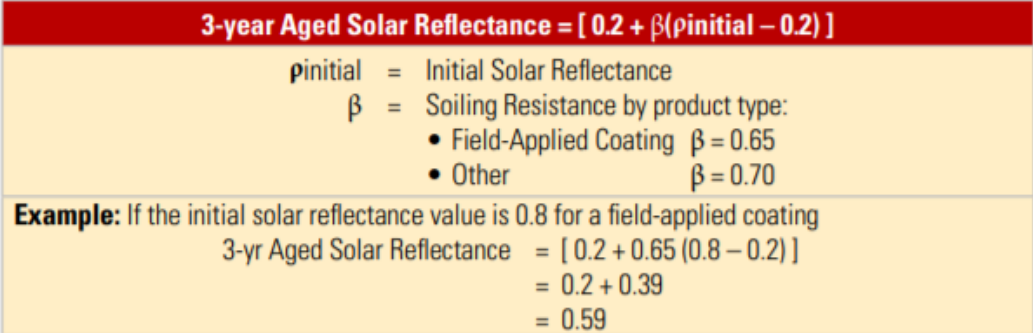 3-year Aged Solar Reflectance = [ 0.2 + β(ρinitial – 0.2) ]
ρinitial = Initial Solar Reflectance
β = Soiling Resistance by product type:
• Field-Applied Coating β = 0.65
• Other β = 0.70
Example: If the initial solar reflectance value is 0.8 for a field-applied coating
3-yr Aged Solar Reflectance = [ 0.2 + 0.65 (0.8 – 0.2) ]
= 0.2 + 0.39
= 0.59